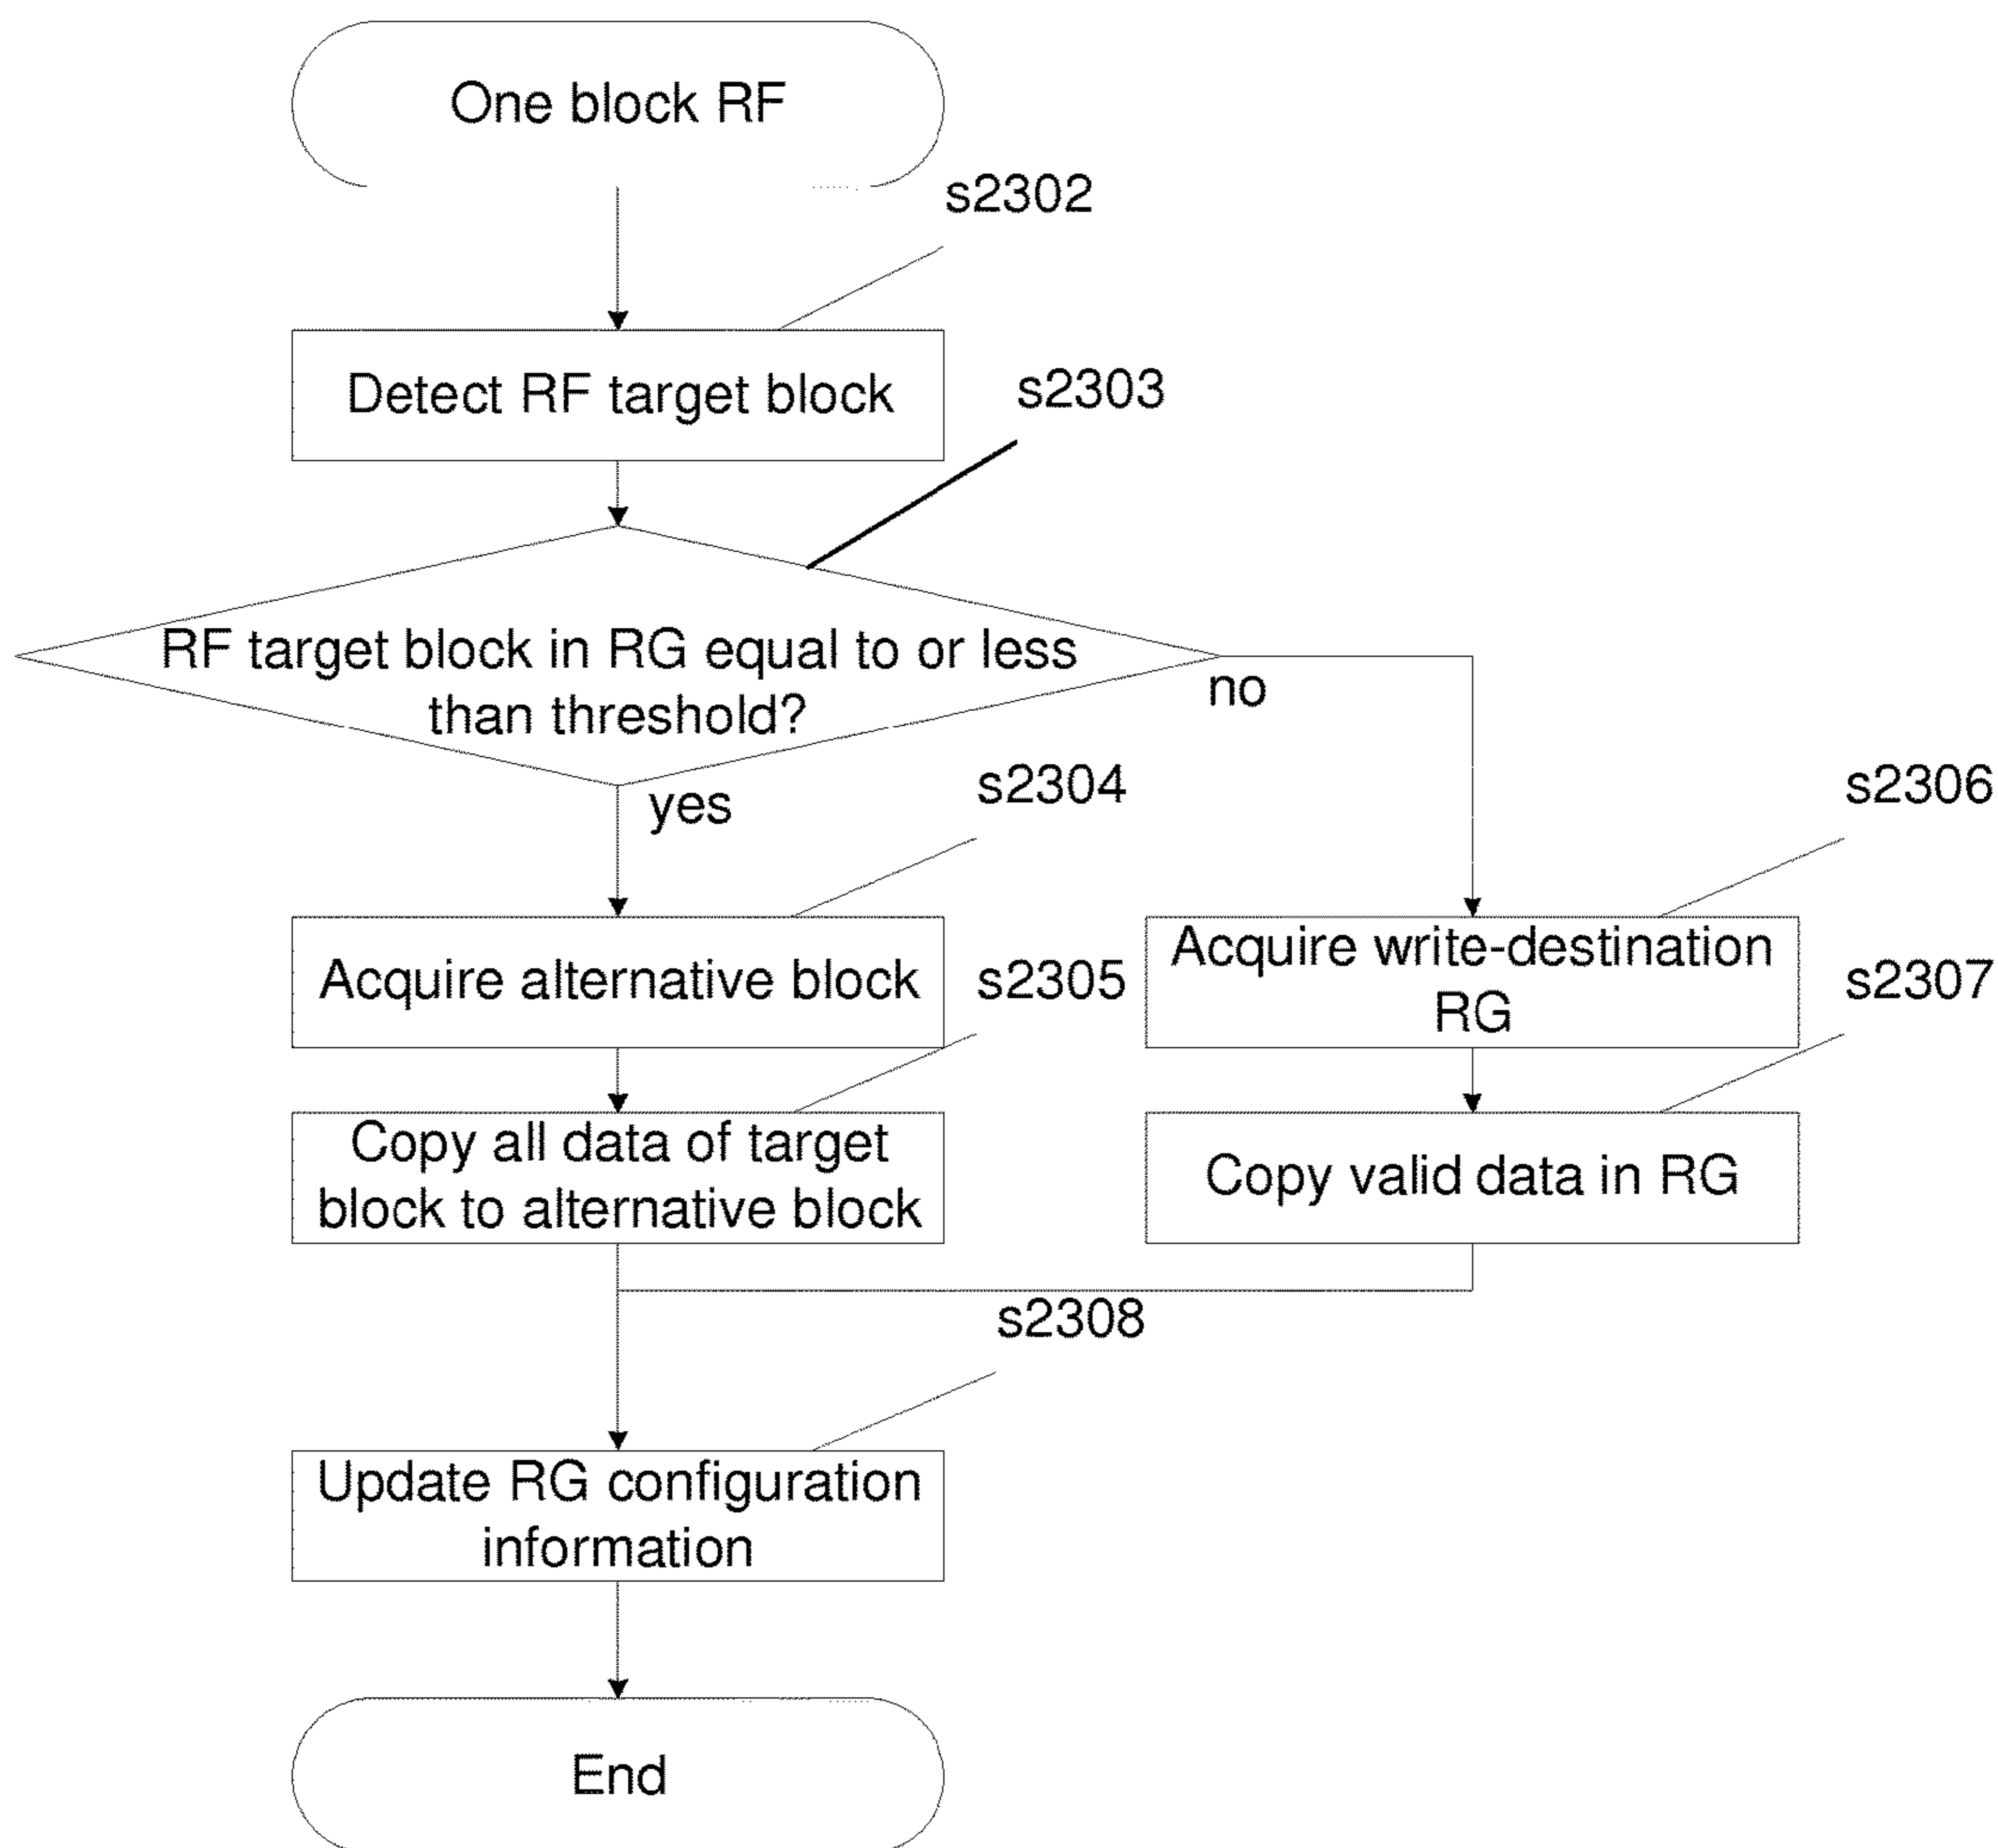 One block RF
s2302
Detect RF target block
s2303
RF target block in RG equal to or less
than threshold?
no
yes
s2304
s2306
Acquire alternative block
Acquire write-destination
RG
s2305
s2307
Copy all data of target
block to alternative block
Copy valid data in RG
s2308
Update RG configuration
information
End